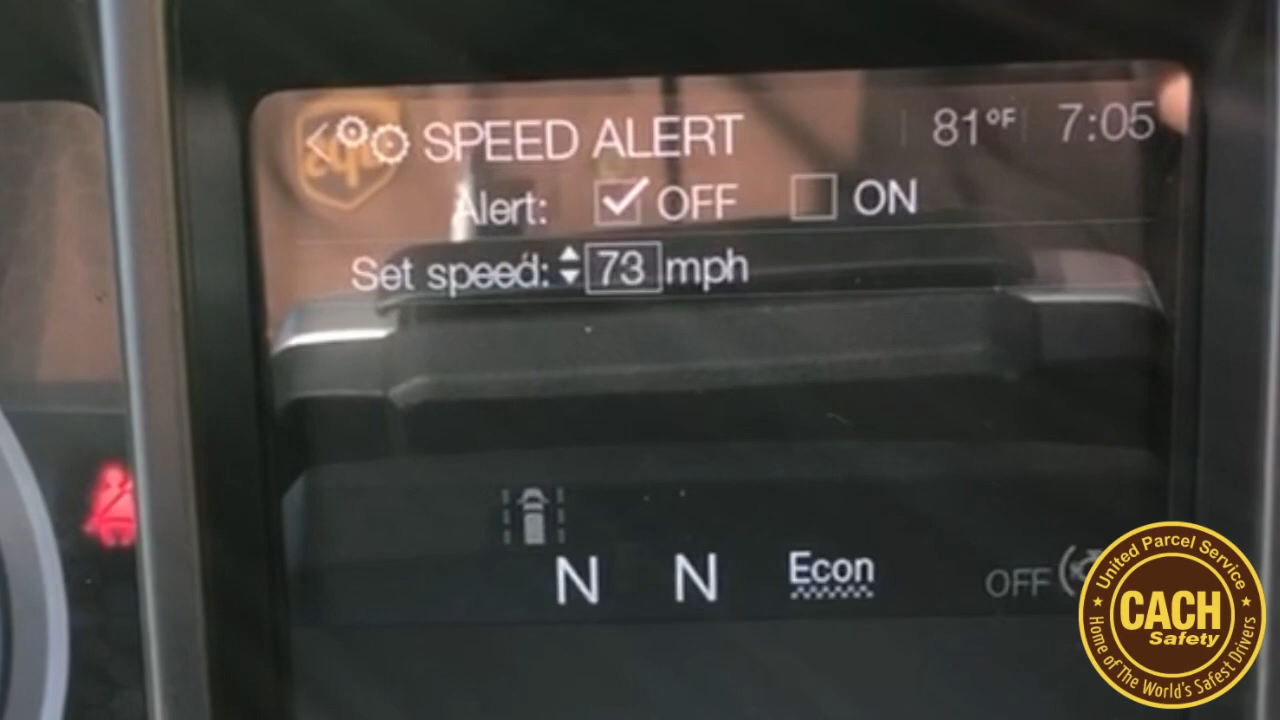 SPEED ALERT 81°F 7:05
Alert: OFF ON
Set speed: 73 mph
N N Econ OFF
United Parcel Service
CACH
Safety
Home of The World's Safest Drivers